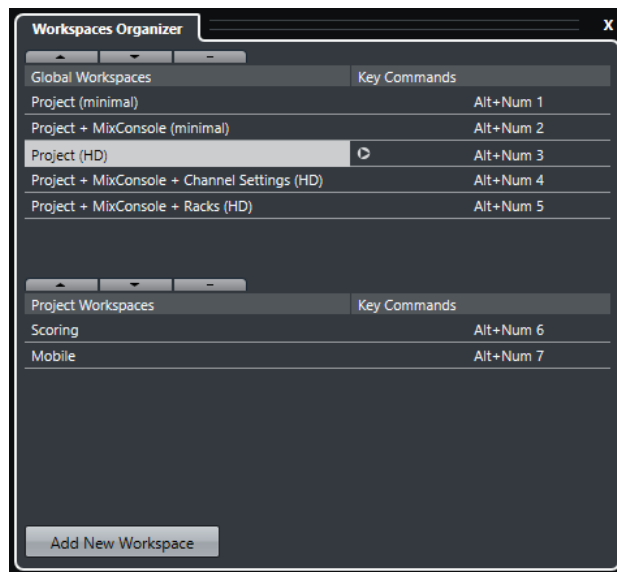 Workspaces Organizer X
Global Workspaces Key Commands
Project (minimal) Alt+Num 1
Project + MixConsole (minimal) Alt+Num 2
Project (HD) Alt+Num 3
Project + MixConsole + Channel Settings (HD) Alt+Num 4
Project + MixConsole + Racks (HD) Alt+Num 5
Project Workspaces Key Commands
Scoring Alt+Num 6
Mobile Alt+Num 7
Add New Workspace